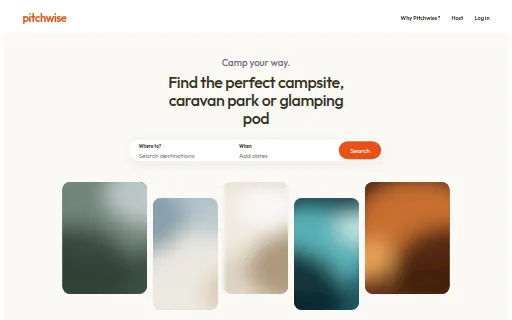 pitchwise
Why Pitchwise?
Host
Log in
Camp your way.
Find the perfect campsite,
caravan park or glamping
pod
Where to?
When
Search destinations
Add dates
Search